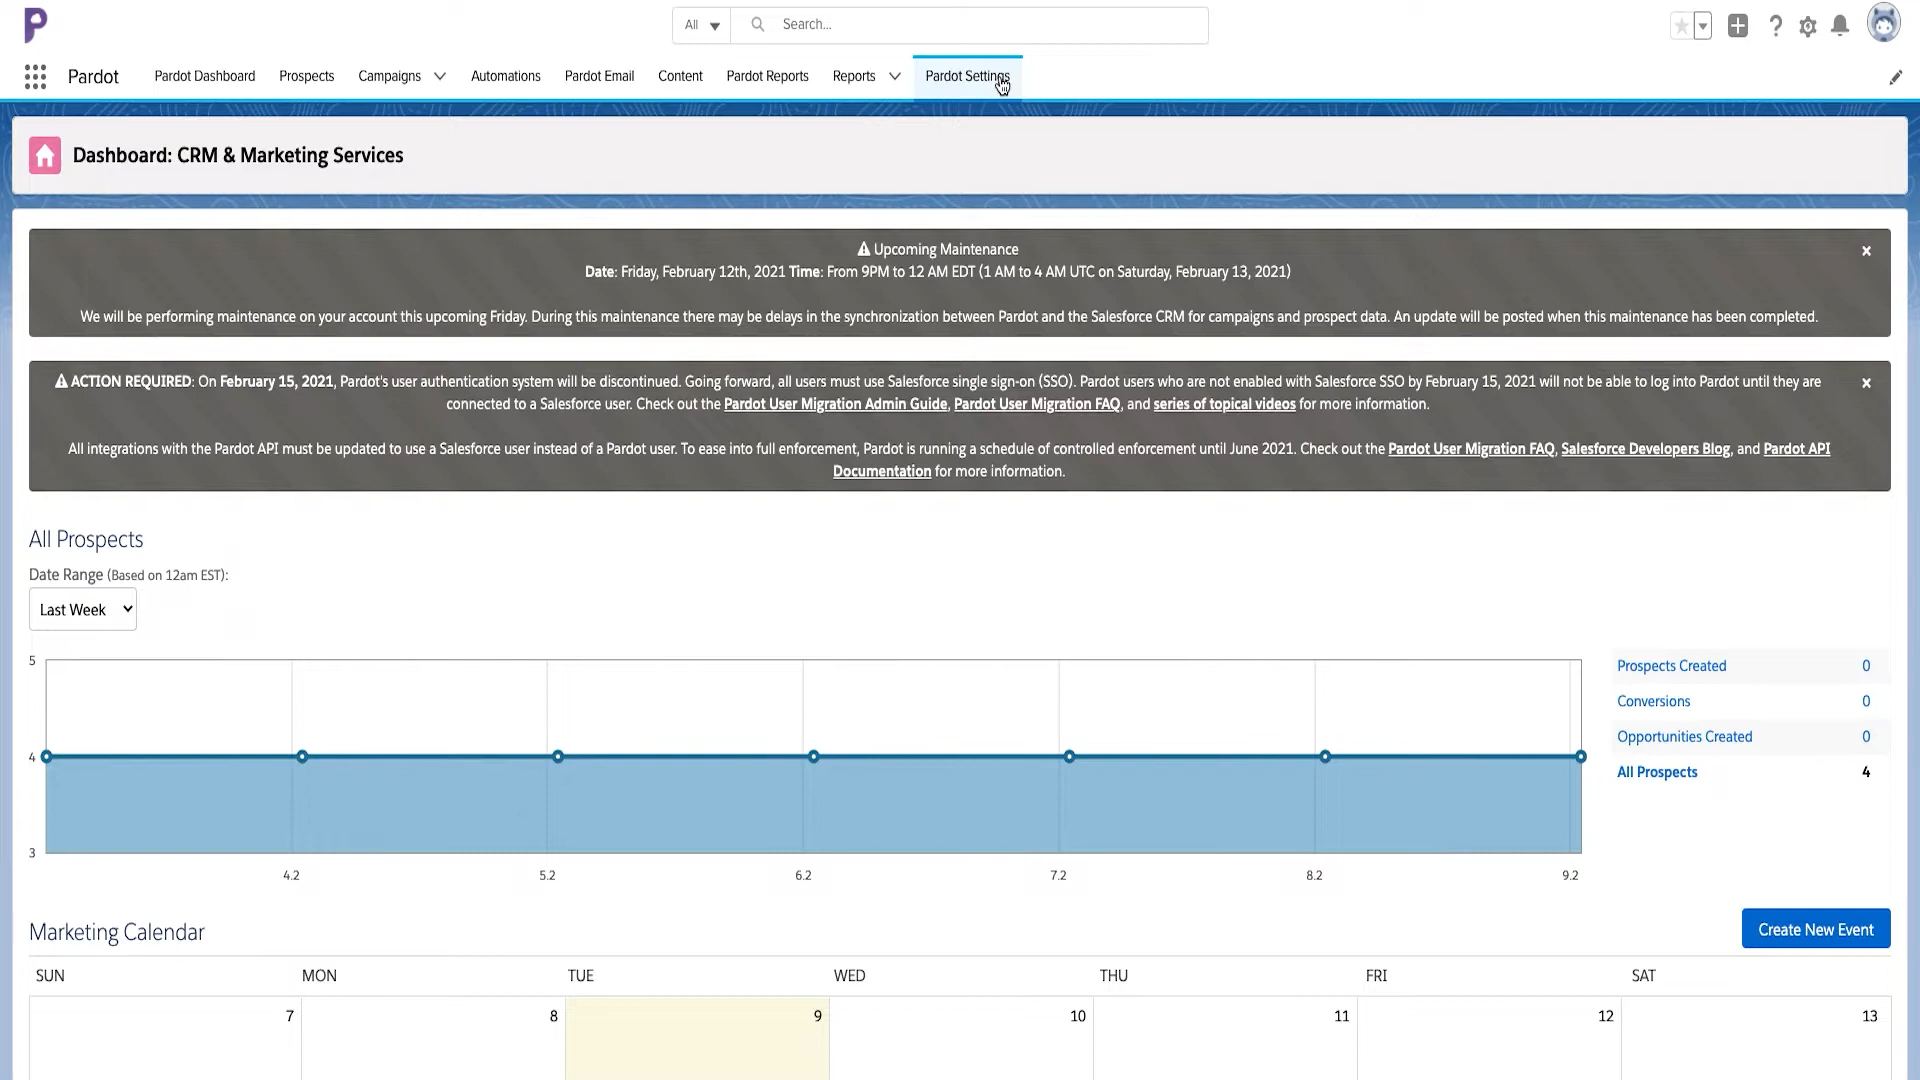 All
Search...
Pardot
Pardot Dashboard
Prospects
Campaigns
Automations
Pardot Email
Content
Pardot Reports
Reports
Pardot Settings
Dashboard: CRM & Marketing Services
Upcoming Maintenance
Date: Friday, February 12th, 2021 Time: From 9PM to 12 AM EDT (1 AM to 4 AM UTC on Saturday, February 13, 2021)
We will be performing maintenance on your account this upcoming Friday. During this maintenance there may be delays in the synchronization between Pardot and the Salesforce CRM for campaigns and prospect data. An update will be posted when this maintenance has been completed.
ACTION REQUIRED: On February 15, 2021, Pardot's user authentication system will be discontinued. Going forward, all users must use Salesforce single sign-on (SSO). Pardot users who are not enabled with Salesforce SSO by February 15, 2021 will not be able to log into Pardot until they are
connected to a Salesforce user. Check out the Pardot User Migration Admin Guide, Pardot User Migration FAQ, and series of topical videos for more information.
All integrations with the Pardot API must be updated to use a Salesforce user instead of a Pardot user. To ease into full enforcement, Pardot is running a schedule of controlled enforcement until June 2021. Check out the Pardot User Migration FAQ, Salesforce Developers Blog, and Pardot API
Documentation for more information.
All Prospects
Date Range (Based on 12am EST):
Last Week
5
4
3
4.2
5.2
6.2
7.2
8.2
9.2
Prospects Created 0
Conversions 0
Opportunities Created 0
All Prospects 4
Marketing Calendar
Create New Event
SUN MON TUE WED THU FRI SAT
7 8 9 10 11 12 13